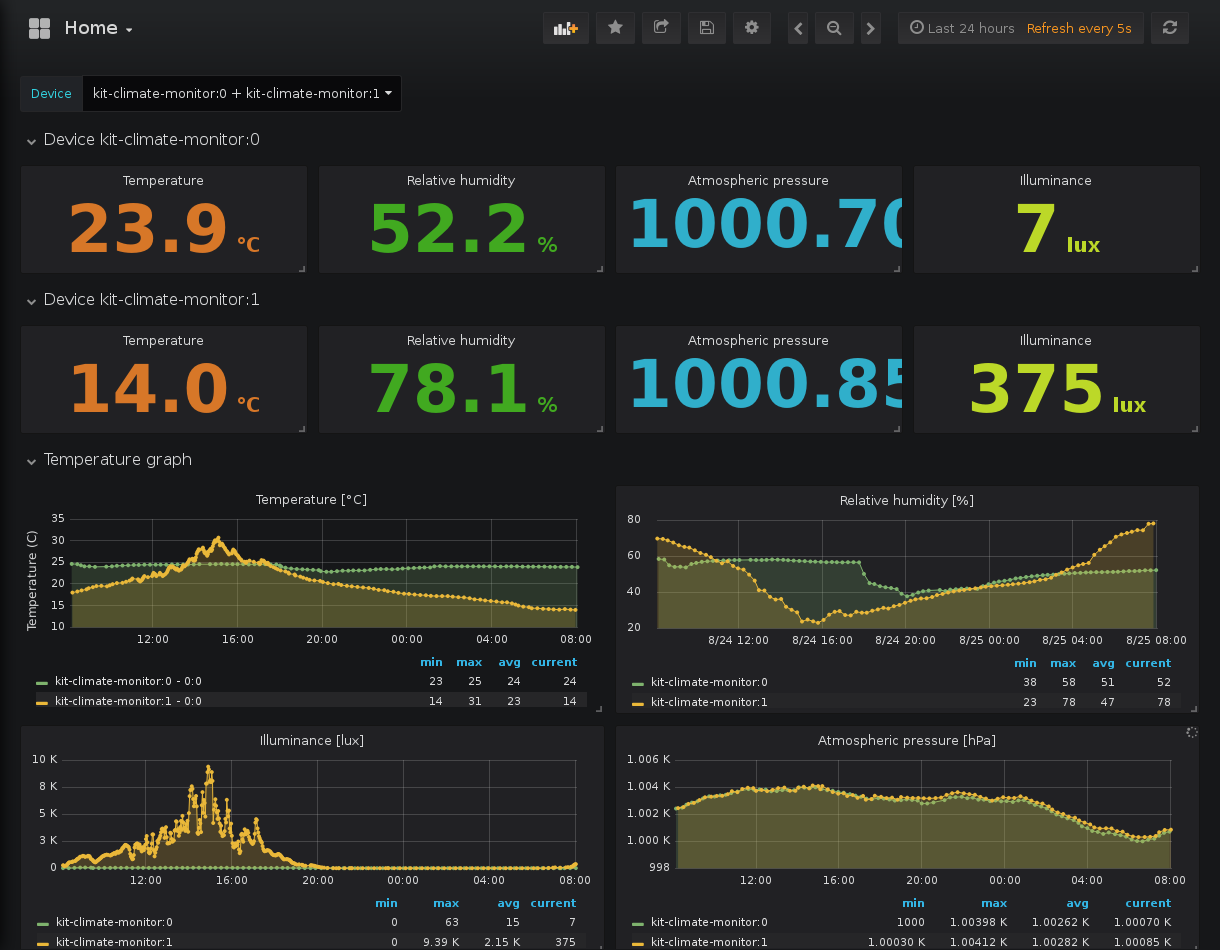 Home
Last 24 hours Refresh every 5s
Device kit-climate-monitor:0 + kit-climate-monitor:1
Device kit-climate-monitor:0
Temperature Relative humidity Atmospheric pressure Illuminance
23.9 °C 52.2 % 1000.70 7 lux
Device kit-climate-monitor:1
Temperature Relative humidity Atmospheric pressure Illuminance
14.0 °C 78.1 % 1000.85 375 lux
Temperature graph
Temperature [°C]
Temperature (C)
35
30
25
20
15
10
12:00 16:00 20:00 00:00 04:00 08:00
min max avg current
kit-climate-monitor:0 - 0:0 23 25 24 24
kit-climate-monitor:1 - 0:0 14 31 23 14
Relative humidity [%]
80
60
40
20
8/24 12:00 8/24 16:00 8/24 20:00 8/25 00:00 8/25 04:00 8/25 08:00
min max avg current
kit-climate-monitor:0 38 58 51 52
kit-climate-monitor:1 23 78 47 78
Illuminance [lux]
10 K
8 K
5 K
3 K
0
12:00 16:00 20:00 00:00 04:00 08:00
min max avg current
kit-climate-monitor:0 0 63 15 7
kit-climate-monitor:1 0 9.39 K 2.15 K 375
Atmospheric pressure [hPa]
1.006 K
1.004 K
1.002 K
1.000 K
998
12:00 16:00 20:00 00:00 04:00 08:00
min max avg current
kit-climate-monitor:0 1000 1.00398 K 1.00262 K 1.00070 K
kit-climate-monitor:1 1.00030 K 1.00412 K 1.00282 K 1.00085 K